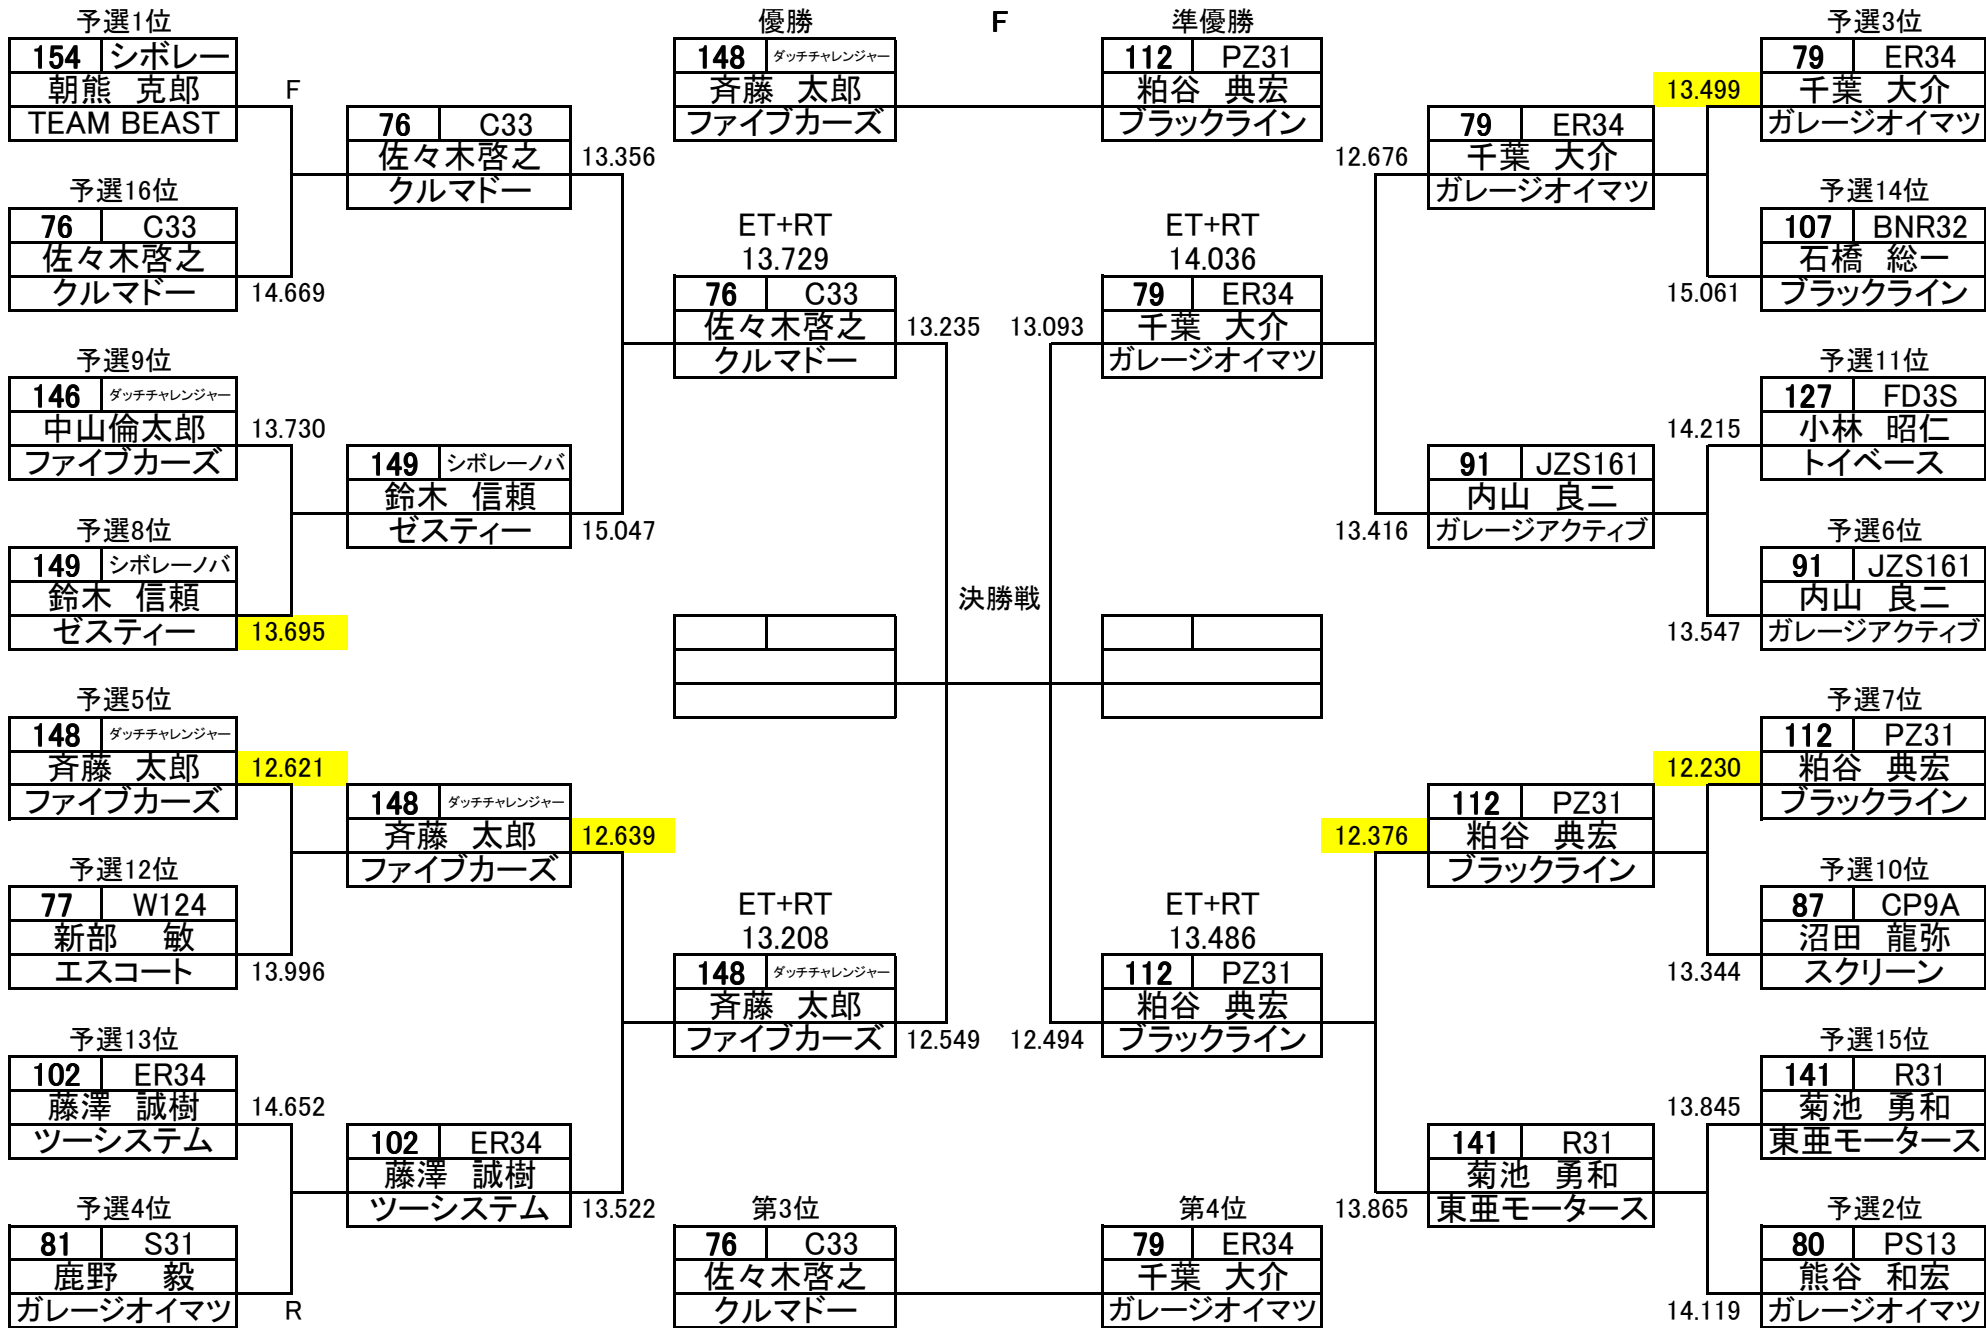 予選1位
154 シボレー
朝熊 克郎
TEAM BEAST
F
予選16位
76 C33
佐々木啓之
クルマドー
14.669
予選9位
146 ダッチチャレンジャー
中山倫太郎
ファイブカーズ
13.730
予選8位
149 シボレーノバ
鈴木 信頼
ゼスティー
13.695
予選5位
148 ダッチチャレンジャー
斉藤 太郎
ファイブカーズ
12.621
予選12位
77 W124
新部 敏
エスコート
13.996
予選13位
102 ER34
藤澤 誠樹
ツーシステム
14.652
予選4位
81 S31
鹿野 毅
ガレージオイマツ
R
76 C33
佐々木啓之
クルマドー
13.356
149 シボレーノバ
鈴木 信頼
ゼスティー
15.047
148 ダッチチャレンジャー
斉藤 太郎
ファイブカーズ
12.639
102 ER34
藤澤 誠樹
ツーシステム
13.522
優勝
148 ダッチチャレンジャー
斉藤 太郎
ファイブカーズ
ET+RT
13.729
76 C33
佐々木啓之
クルマドー
13.235
ET+RT
13.208
148 ダッチチャレンジャー
斉藤 太郎
ファイブカーズ
12.549
第3位
76 C33
佐々木啓之
クルマドー
F
決勝戦
準優勝
112 PZ31
粕谷 典宏
ブラックライン
ET+RT
14.036
79 ER34
千葉 大介
ガレージオイマツ
13.093
ET+RT
13.486
112 PZ31
粕谷 典宏
ブラックライン
12.494
第4位
79 ER34
千葉 大介
ガレージオイマツ
79 ER34
千葉 大介
ガレージオイマツ
12.676
91 JZS161
内山 良二
ガレージアクティブ
13.416
112 PZ31
粕谷 典宏
ブラックライン
12.376
141 R31
菊池 勇和
東亜モータース
13.865
予選3位
79 ER34
千葉 大介
ガレージオイマツ
13.499
予選14位
107 BNR32
石橋 総一
ブラックライン
15.061
予選11位
127 FD3S
小林 昭仁
トイベース
14.215
予選6位
91 JZS161
内山 良二
ガレージアクティブ
13.547
予選7位
112 PZ31
粕谷 典宏
ブラックライン
12.230
予選10位
87 CP9A
沼田 龍弥
スクリーン
13.344
予選15位
141 R31
菊池 勇和
東亜モータース
13.845
予選2位
80 PS13
熊谷 和宏
ガレージオイマツ
14.119